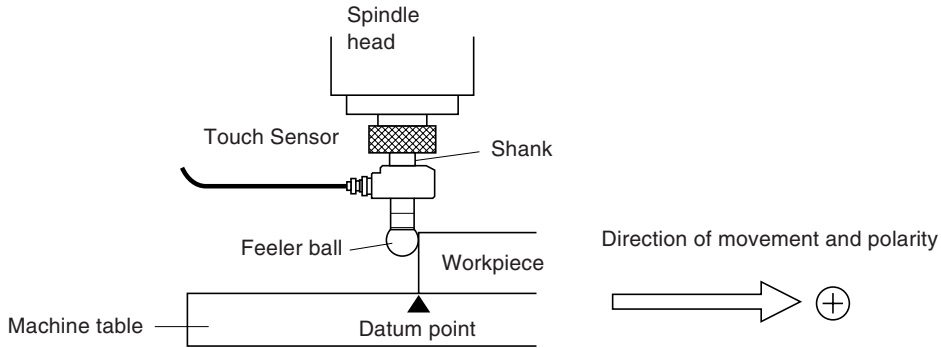 Spindle
head
Touch Sensor
Shank
Feeler ball
Workpiece
Direction of movement and polarity
Machine table
Datum point